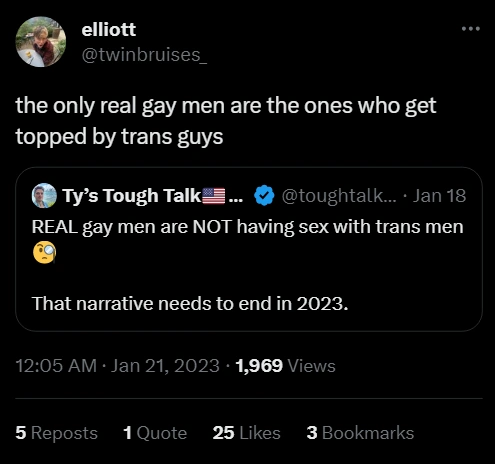 elliott
@twinbruises_
the only real gay men are the ones who get
topped by trans guys
Ty's Tough Talk🇺🇸... @toughtalk... · Jan 18
REAL gay men are NOT having sex with trans men
🧐
That narrative needs to end in 2023.
12:05 AM · Jan 21, 2023 · 1,969 Views
5 Reposts 1 Quote 25 Likes 3 Bookmarks